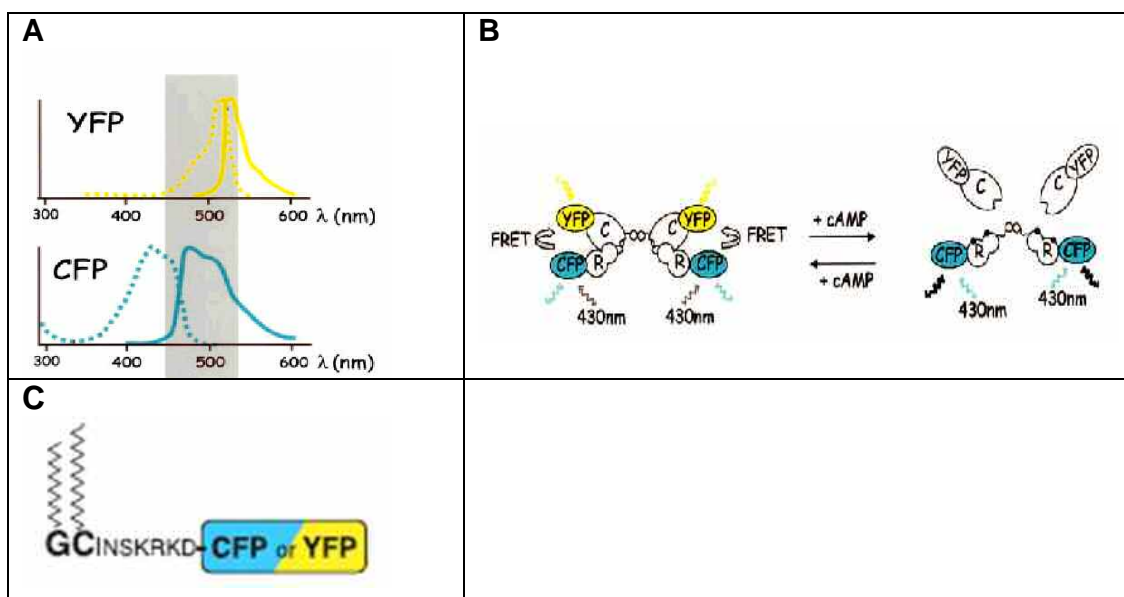 A
YFP
300 400 500 600 λ (nm)
CFP
300 400 500 600 λ (nm)
B
YFP C C YFP
FRET FRET
CFP R R CFP
430nm 430nm
+ cAMP
+ cAMP
YFP C C YFP
CFP R R CFP
430nm 430nm
C
GCINSKRKD-CFP or YFP